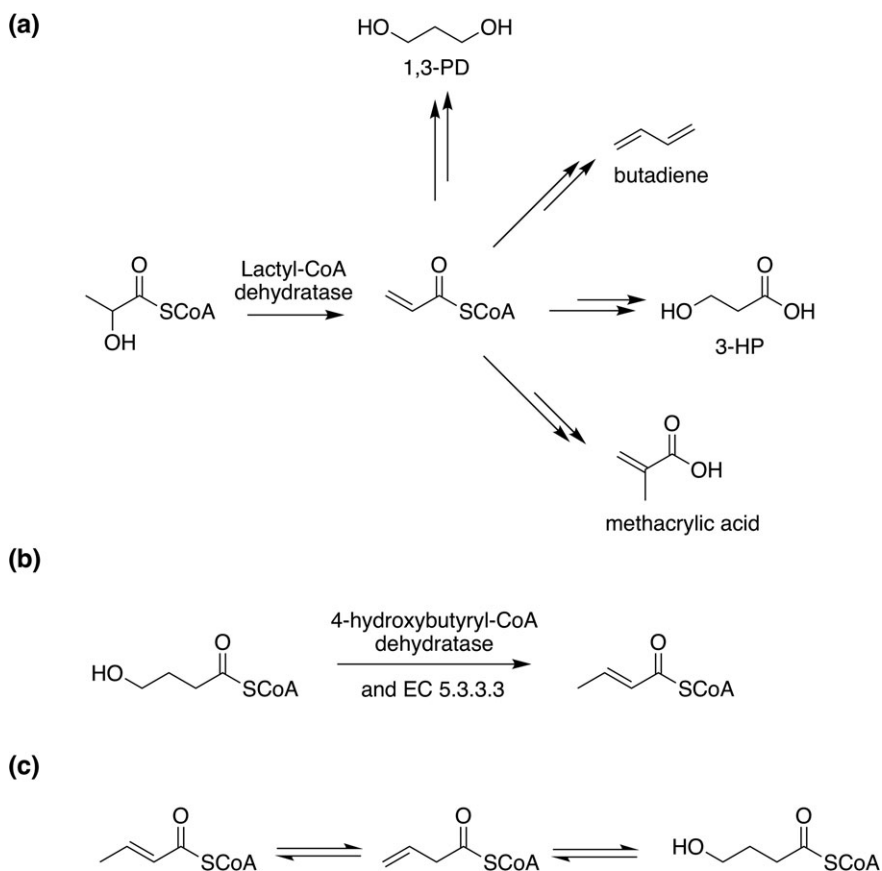 (a)
HO
OH
1,3-PD
butadiene
O
SCoA
OH
Lactyl-CoA
dehydratase
O
SCoA
HO
O
OH
3-HP
O
OH
methacrylic acid
(b)
HO
O
SCoA
4-hydroxybutyryl-CoA
dehydratase
and EC 5.3.3.3
O
SCoA
(c)
O
SCoA
O
SCoA
HO
O
SCoA